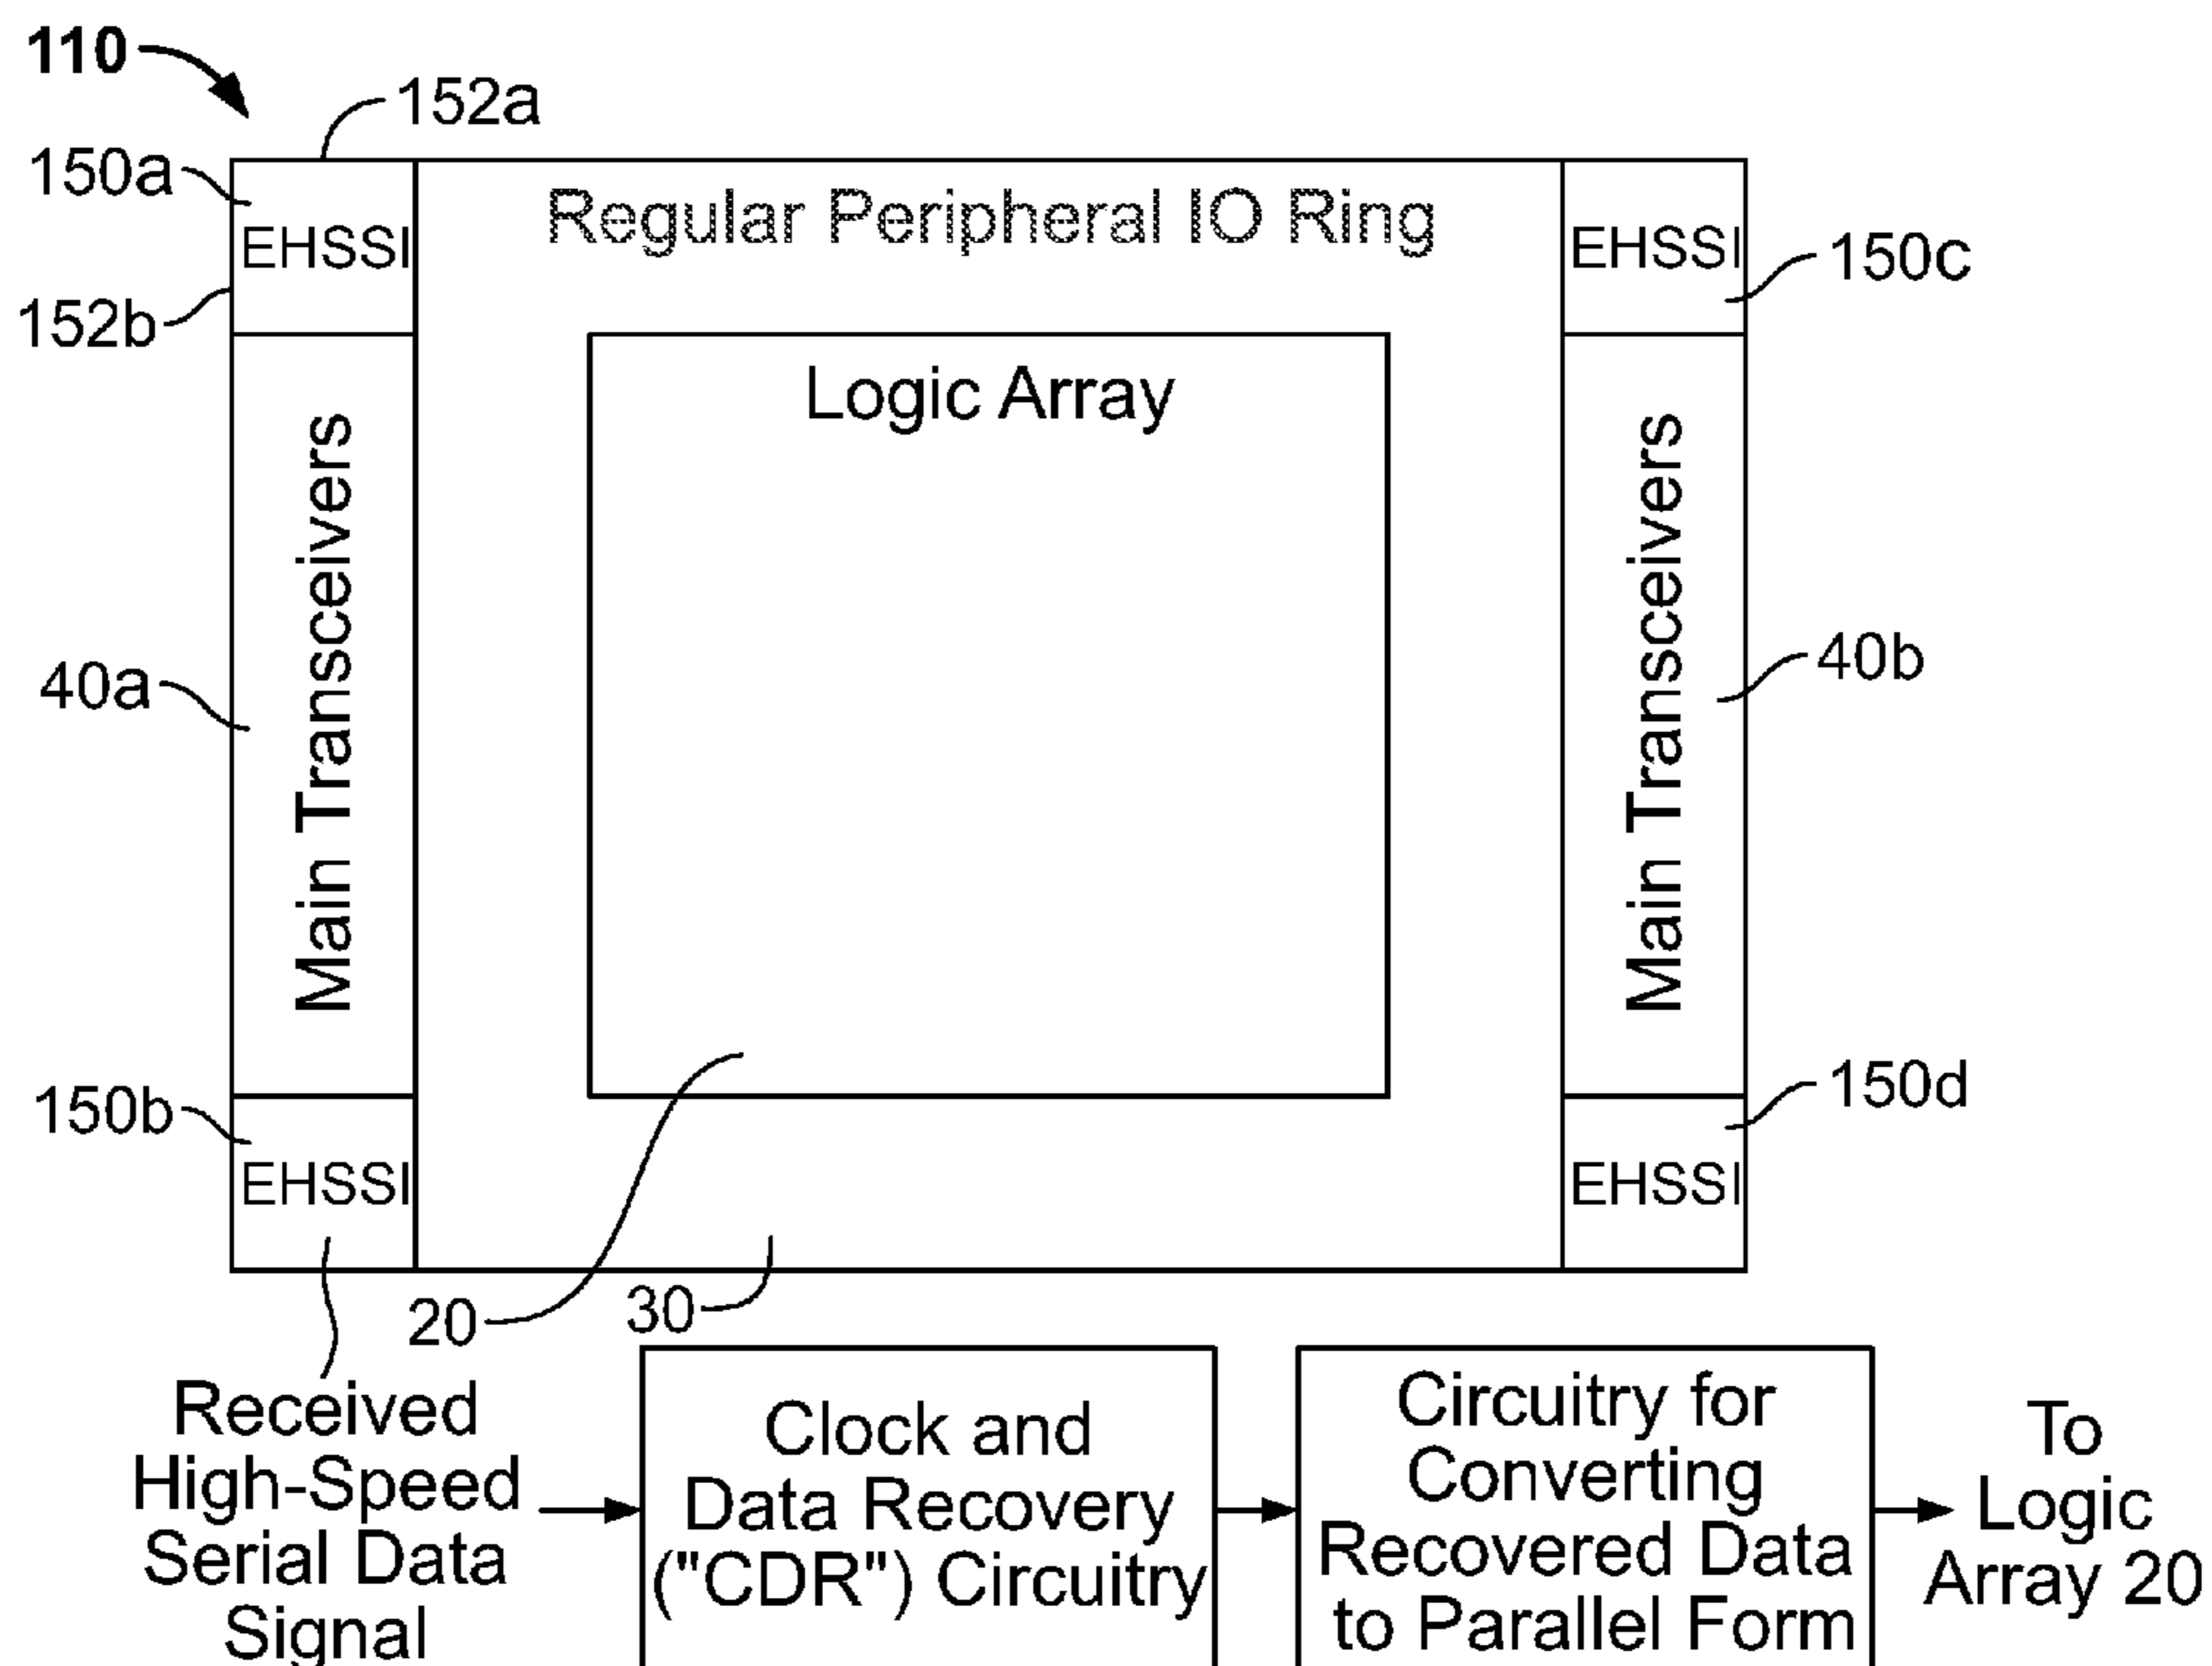 110
152a
150a
EHSSI
152b
Regular Peripheral IO Ring
EHSSI
150c
Logic Array
Main Transceivers
40a
Main Transceivers
40b
150b
EHSSI
150d
EHSSI
20
30
Received
High-Speed
Serial Data
Signal
Clock and
Data Recovery
("CDR") Circuitry
Circuitry for
Converting
Recovered Data
to Parallel Form
To
Logic
Array 20